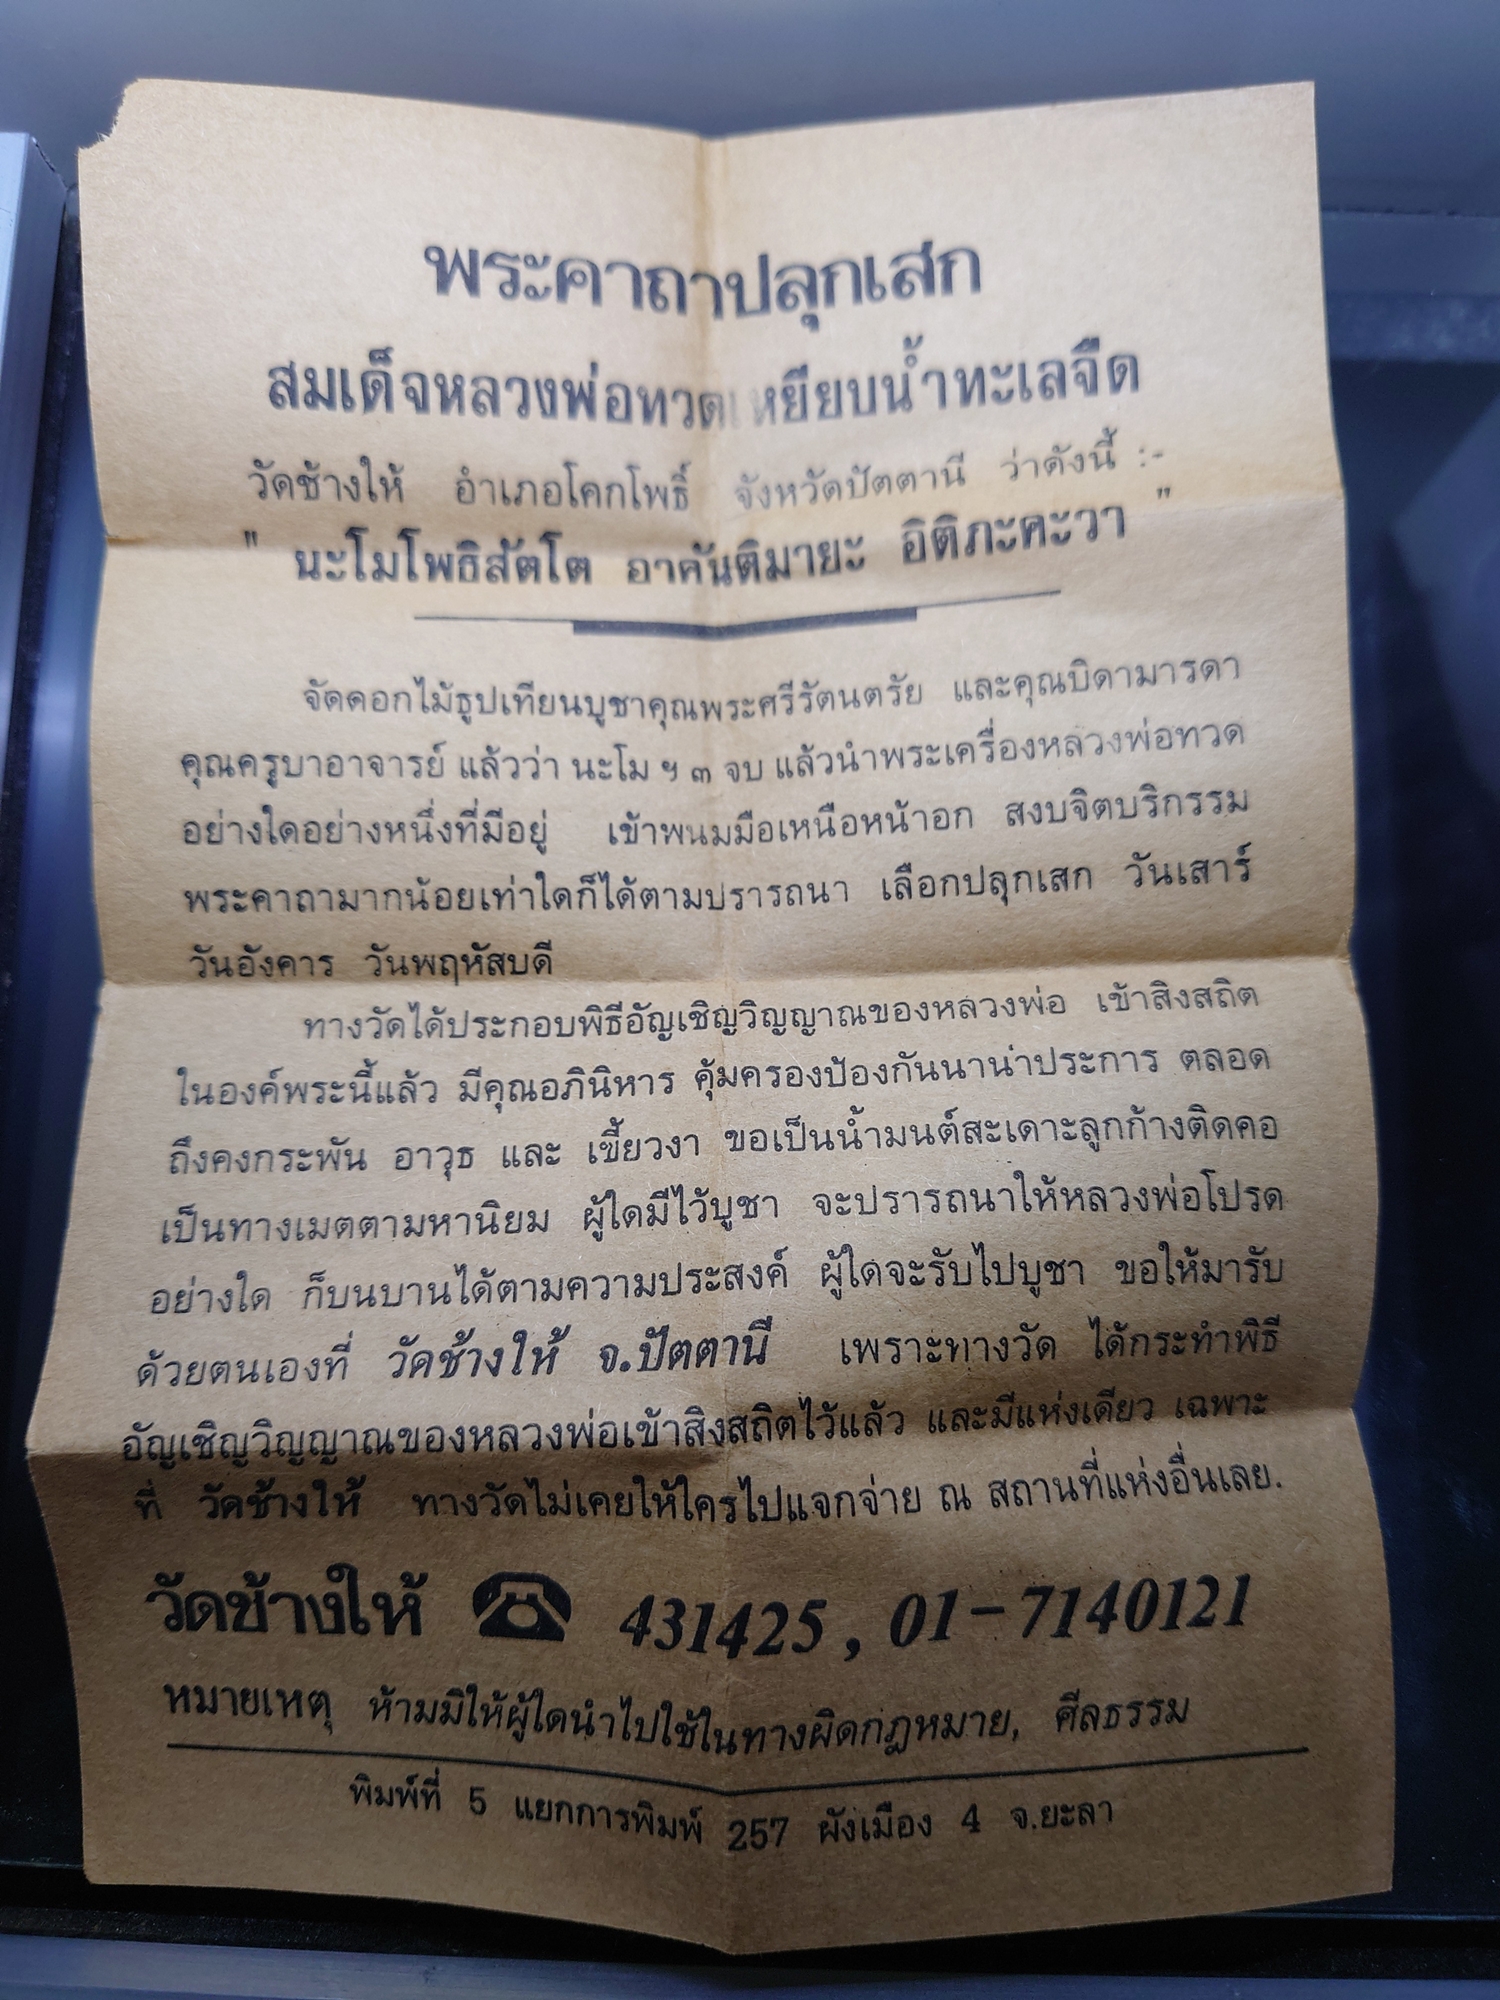 พระคาถาปลุกเสก
สมเด็จหลวงพ่อทวดเหยียบน้ำทะเลจืด
วัดช้างให้ อำเภอโคกโพธิ์ จังหวัดปัตตานี ว่าดังนี้ :-
" นะโมโพธิสัตโต อาคันติมายะ อิติภะคะวา "
จัดดอกไม้ธูปเทียนบูชาคุณพระศรีรัตนตรัย และคุณบิดามารดา
คุณครูบาอาจารย์ แล้วว่า นะโม ฯ ๓ จบ แล้วนำพระเครื่องหลวงพ่อทวด
อย่างใดอย่างหนึ่งที่มีอยู่ เข้าพนมมือเหนือหน้าอก สงบจิตบริกรรม
พระคาถามากน้อยเท่าใดก็ได้ตามปรารถนา เลือกปลุกเสก วันเสาร์
วันอังคาร วันพฤหัสบดี
ทางวัดได้ประกอบพิธีอัญเชิญวิญญาณของหลวงพ่อ เข้าสิงสถิต
ในองค์พระนี้แล้ว มีคุณอภินิหาร คุ้มครองป้องกันนาน่าประการ ตลอด
ถึงคงกระพัน อาวุธ และ เขี้ยวงา ขอเป็นน้ำมนต์สะเดาะลูกก้างติดคอ
เป็นทางเมตตามหานิยม ผู้ใดมีไว้บูชา จะปรารถนาให้หลวงพ่อโปรด
อย่างใด ก็บนบานได้ตามความประสงค์ ผู้ใดจะรับไปบูชา ขอให้มารับ
ด้วยตนเองที่ วัดช้างให้ จ.ปัตตานี เพราะทางวัด ได้กระทำพิธี
อัญเชิญวิญญาณของหลวงพ่อเข้าสิงสถิตไว้แล้ว และมีแห่งเดียว เฉพาะ
ที่ วัดช้างให้ ทางวัดไม่เคยให้ใครไปแจกจ่าย ณ สถานที่แห่งอื่นเลย.
วัดช้างให้ ☎ 431425 , 01-7140121
หมายเหตุ ห้ามมิให้ผู้ใดนำไปใช้ในทางผิดกฎหมาย, ศีลธรรม
พิมพ์ที่ 5 แยกการพิมพ์ 257 ผังเมือง 4 จ.ยะลา